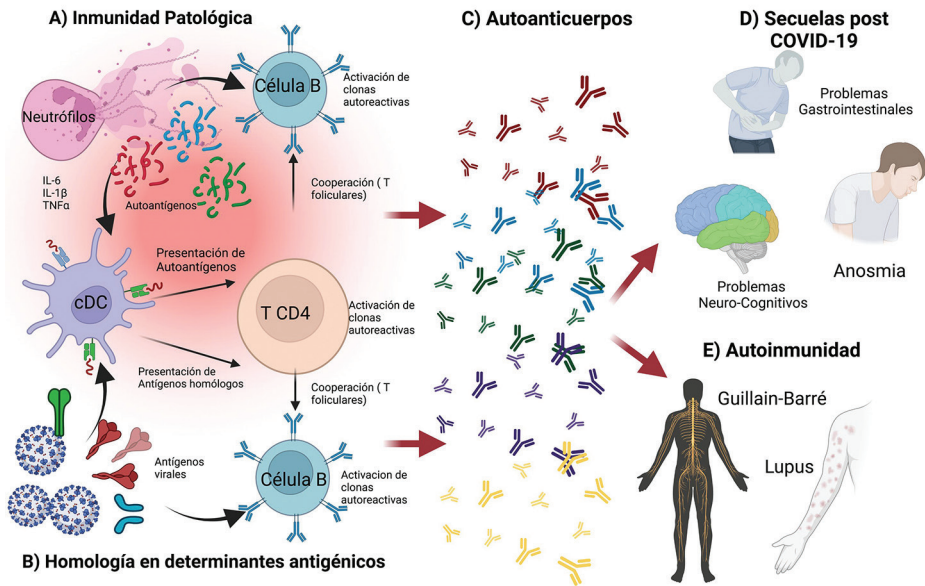 A) Inmunidad Patológica
Neutrófilos
IL-6
IL-1β
TNFα
Autoantígenos
Célula B
Activación de
clonas
autoreactivas
Cooperación ( T
foliculares)
Presentación de
Autoantígenos
cDC
T CD4
Activación de
clonas
autoreactivas
Presentación de
Antígenos homólogos
Cooperación ( T
foliculares)
Antígenos
virales
Célula B
Activacion de
clonas
autoreactivas
B) Homología en determinantes antigénicos
C) Autoanticuerpos
D) Secuelas post
COVID-19
Problemas
Gastrointestinales
Problemas
Neuro-Cognitivos
Anosmia
E) Autoinmunidad
Guillain-Barré
Lupus